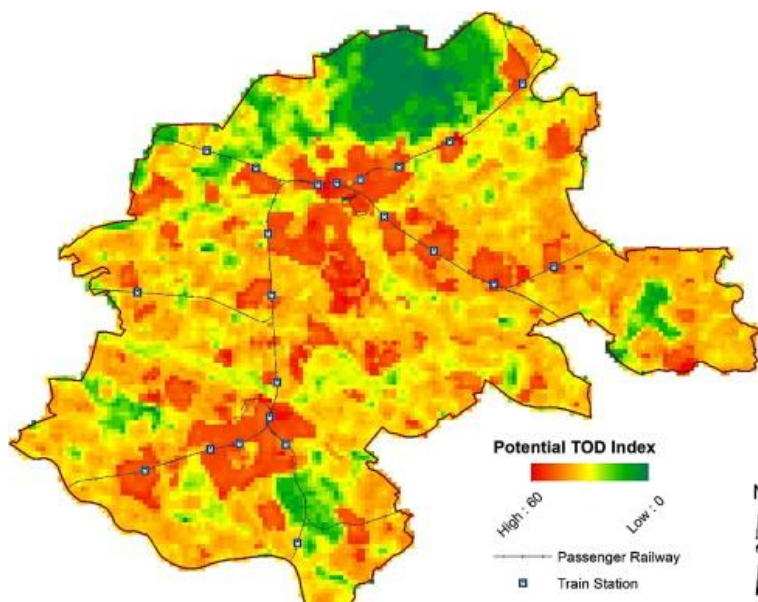 Potential TOD Index
High : 60
Low : 0
Passenger Railway
Train Station